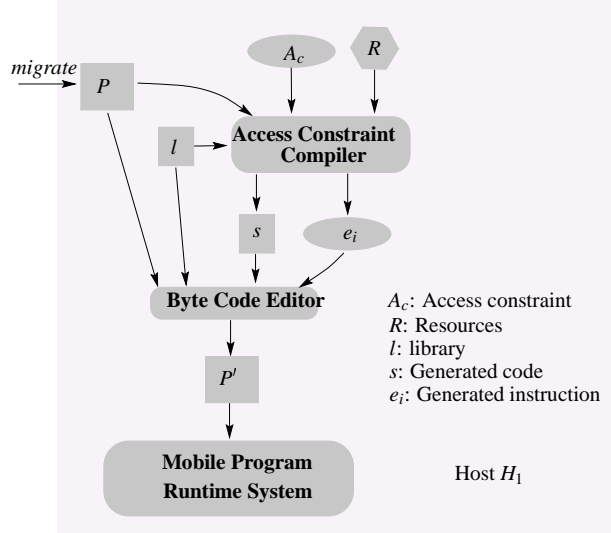 migrate
P
A_c
R
l
Access Constraint
Compiler
s
e_i
Byte Code Editor
P'
Mobile Program
Runtime System
A_c: Access constraint
R: Resources
l: library
s: Generated code
e_i: Generated instruction
Host H_1